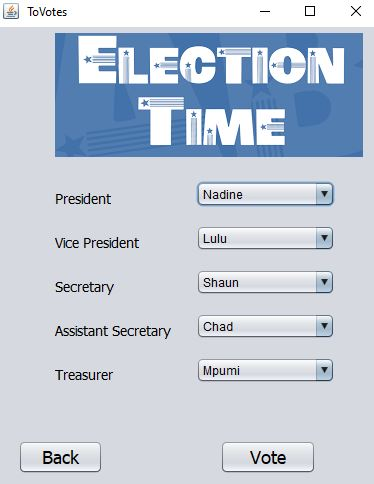 ToVotes
ELECTION
TIME
President Nadine
Vice President Lulu
Secretary Shaun
Assistant Secretary Chad
Treasurer Mpumi
Back Vote